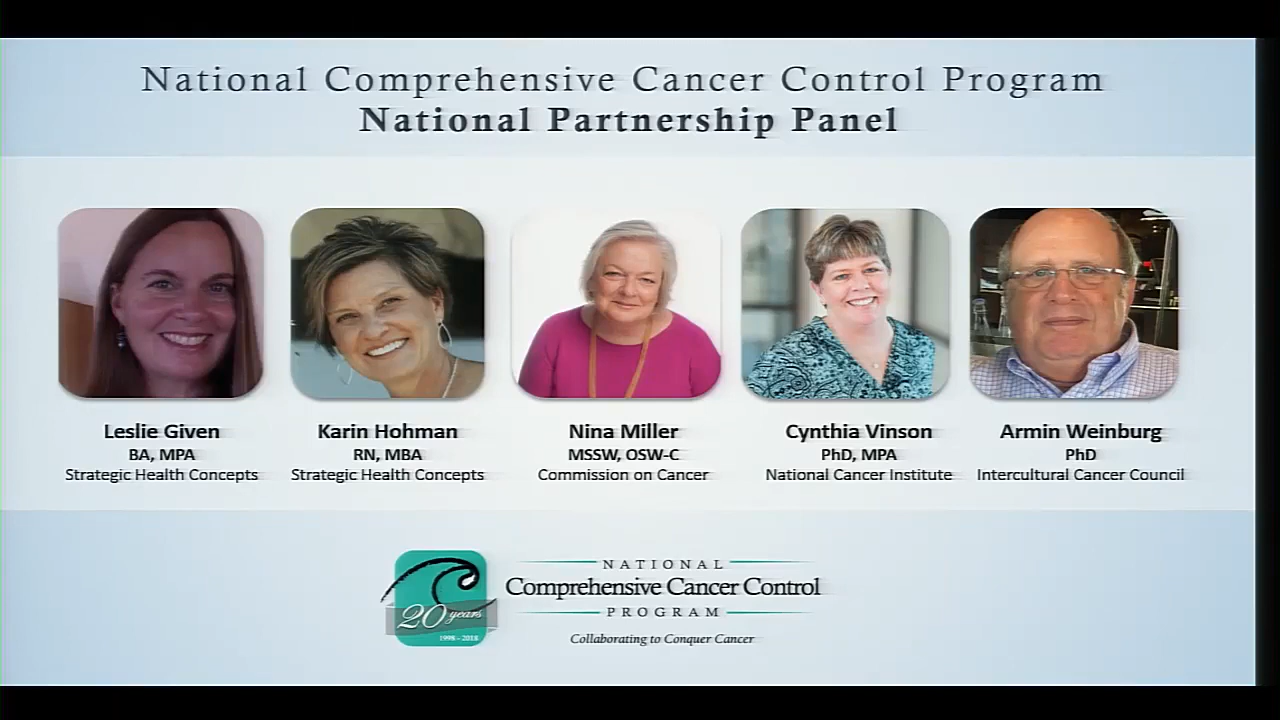 National Comprehensive Cancer Control Program
National Partnership Panel
Leslie Given
BA, MPA
Strategic Health Concepts
Karin Hohman
RN, MBA
Strategic Health Concepts
Nina Miller
MSSW, OSW-C
Commission on Cancer
Cynthia Vinson
PhD, MPA
National Cancer Institute
Armin Weinburg
PhD
Intercultural Cancer Council
20 years
1998-2018
NATIONAL
Comprehensive Cancer Control
PROGRAM
Collaborating to Conquer Cancer